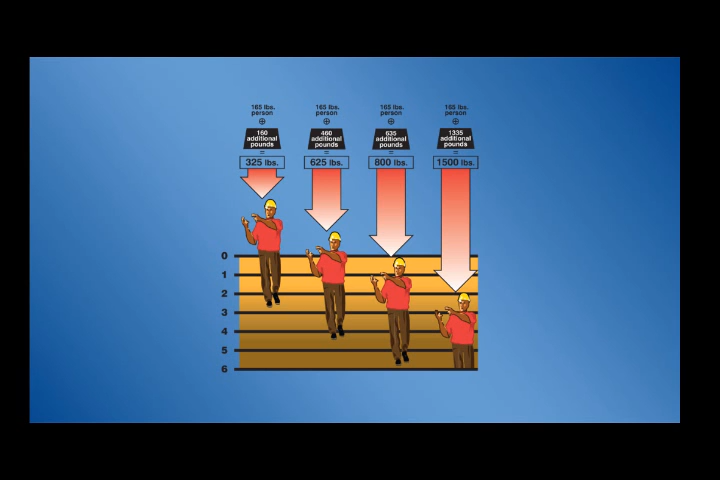 165 lbs.
person
⊕
160
additional
pounds
=
325 lbs.
165 lbs.
person
⊕
460
additional
pounds
=
625 lbs.
165 lbs.
person
⊕
635
additional
pounds
=
800 lbs.
165 lbs.
person
⊕
1335
additional
pounds
=
1500 lbs.
0
1
2
3
4
5
6